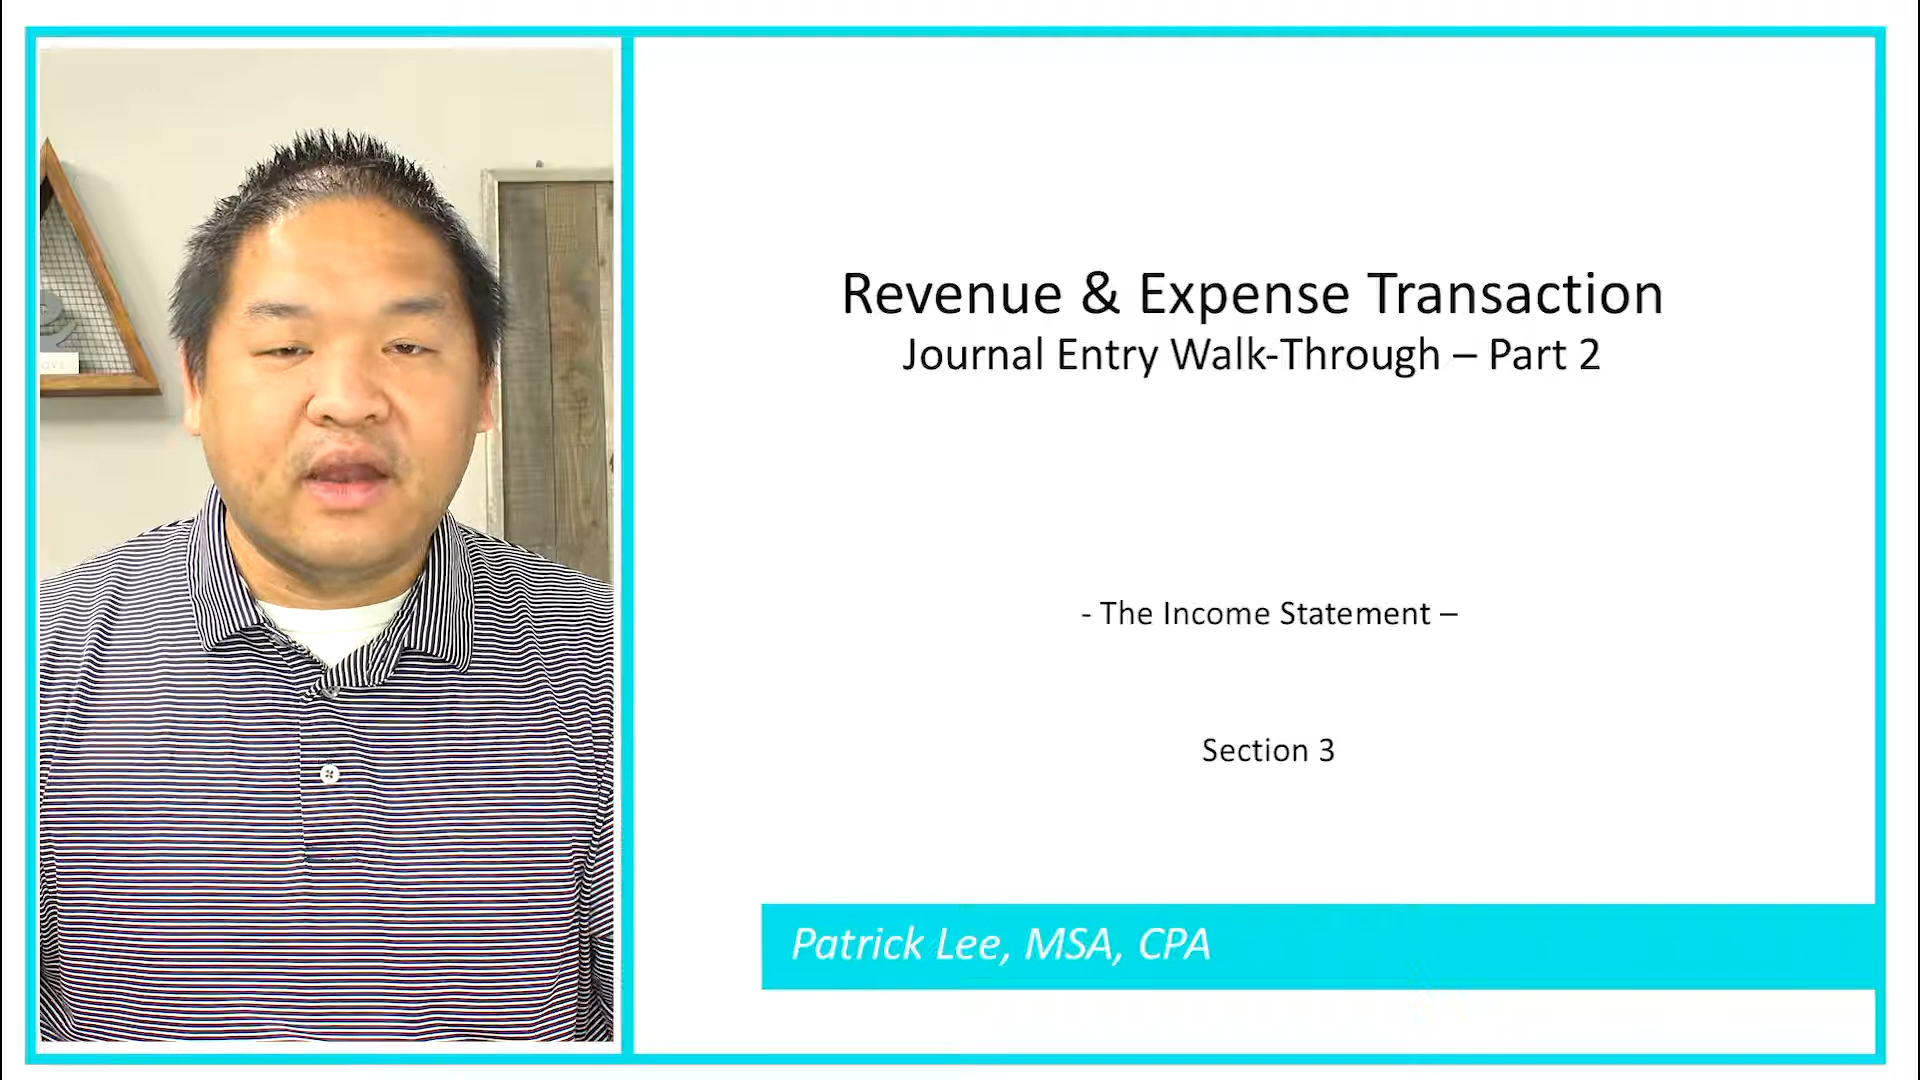 Revenue & Expense Transaction
Journal Entry Walk-Through – Part 2
- The Income Statement –
Section 3
Patrick Lee, MSA, CPA